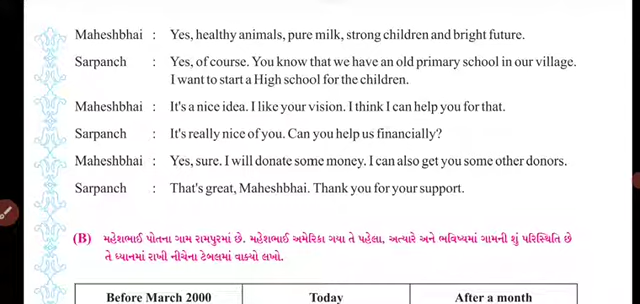 Maheshbhai : Yes, healthy animals, pure milk, strong children and bright future.
Sarpanch : Yes, of course. You know that we have an old primary school in our village.
I want to start a High school for the children.
Maheshbhai : It's a nice idea. I like your vision. I think I can help you for that.
Sarpanch : It's really nice of you. Can you help us financially?
Maheshbhai : Yes, sure. I will donate some money. I can also get you some other donors.
Sarpanch : That's great, Maheshbhai. Thank you for your support.
(B) મહેશભાઈ પોતના ગામ રામપુરમાં છે. મહેશભાઈ અમેરિકા ગયા તે પહેલા, અત્યારે અને ભવિષ્યમાં ગામની શું પરિસ્થિતિ છે
તે ધ્યાનમાં રાખી નીચેના ટેબલમાં વાક્યો લખો.
Before March 2000 Today After a month